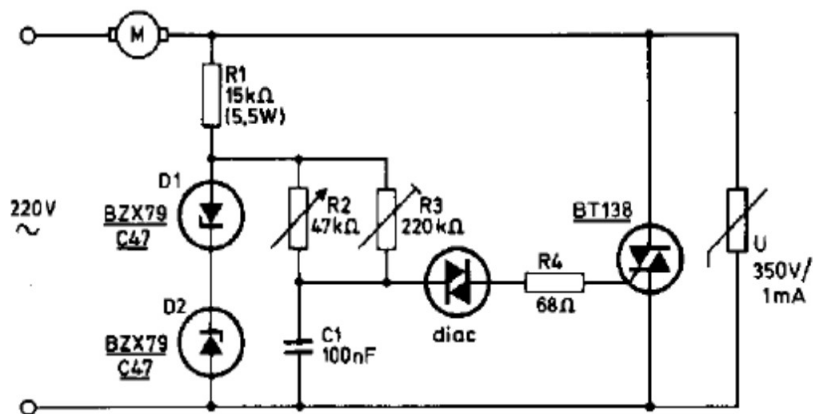 M
R1
15kΩ
(5,5W)
D1
BZX79
C47
R2
47kΩ
R3
220kΩ
BT138
220V
~
U
350V/
1mA
R4
68Ω
diac
D2
BZX79
C47
C1
100nF